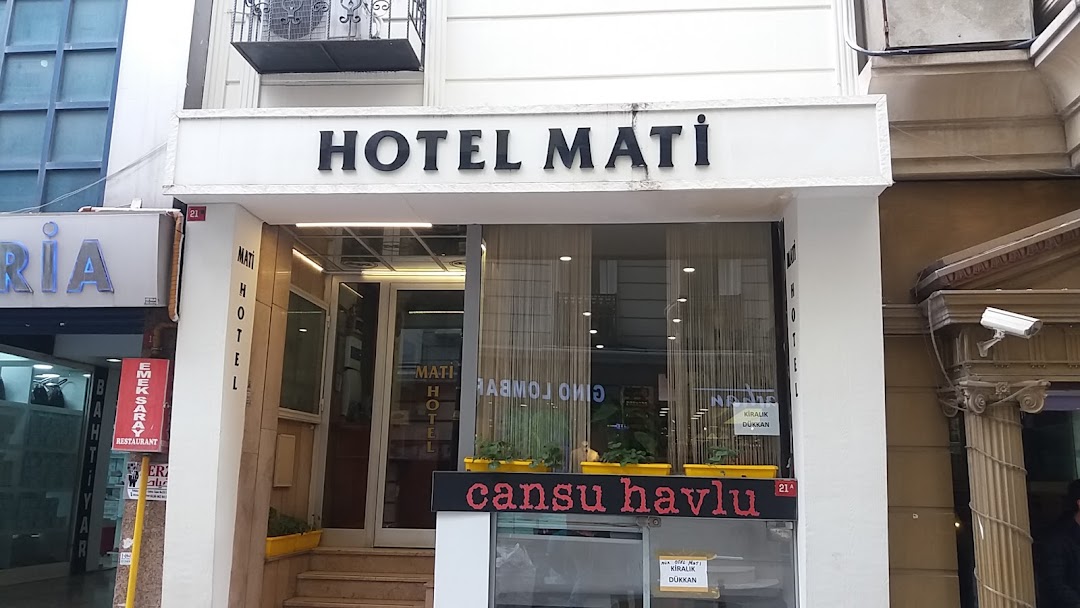 HOTEL MATİ
21
RİA
MATİ HOTEL
MATİ HOTEL
MATİ HOTEL
EMEK SARAY
RESTAURANT
BAHTİYAR
GINO LOMBAR
KİRALIK
DÜKKAN
cansu havlu
21 A
KİRALIK
DÜKKAN